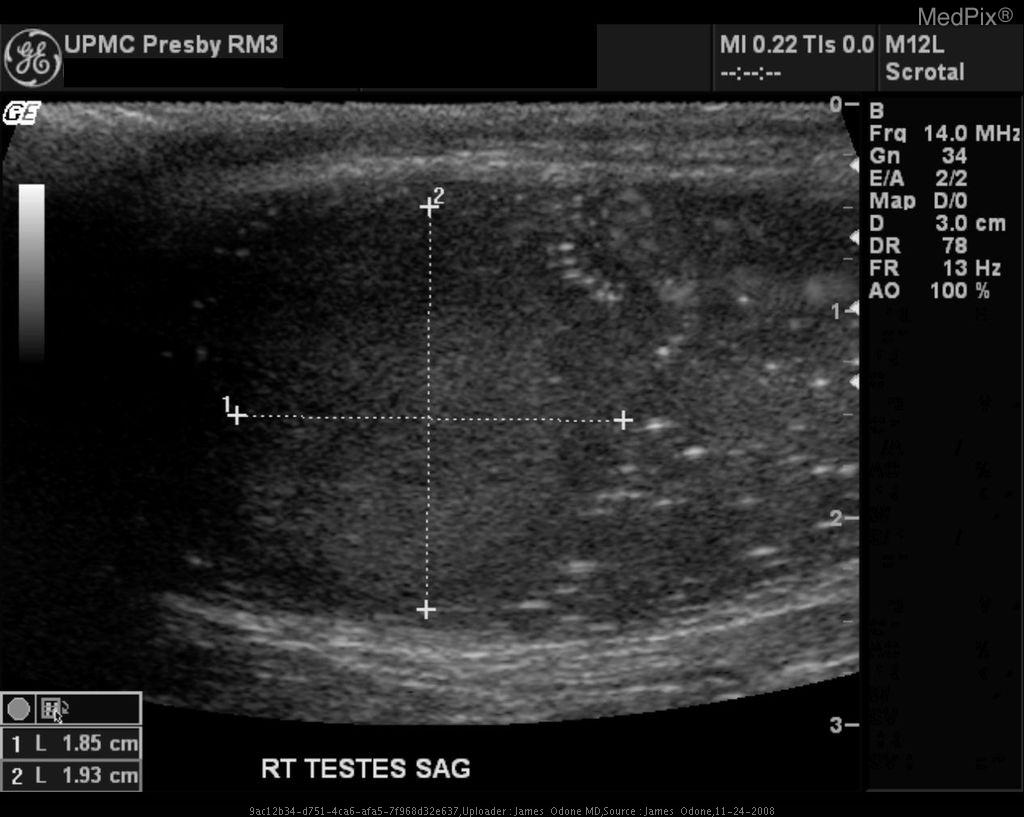 MedPix®
GE
UPMC Presby RM3
MI 0.22 TIs 0.0
M12L
--:--:--
Scrotal
GE
0
B
Frq 14.0 MHz
Gn 34
E/A 2/2
Map D/0
D 3.0 cm
DR 78
FR 13 Hz
AO 100 %
2
1
1
2
3
1 L 1.85 cm
2 L 1.93 cm
RT TESTES SAG
9ac12b34-d751-4ca6-afa5-7f968d32e637,Uploader : James Odone MD,Source : James Odone,11-24-2008